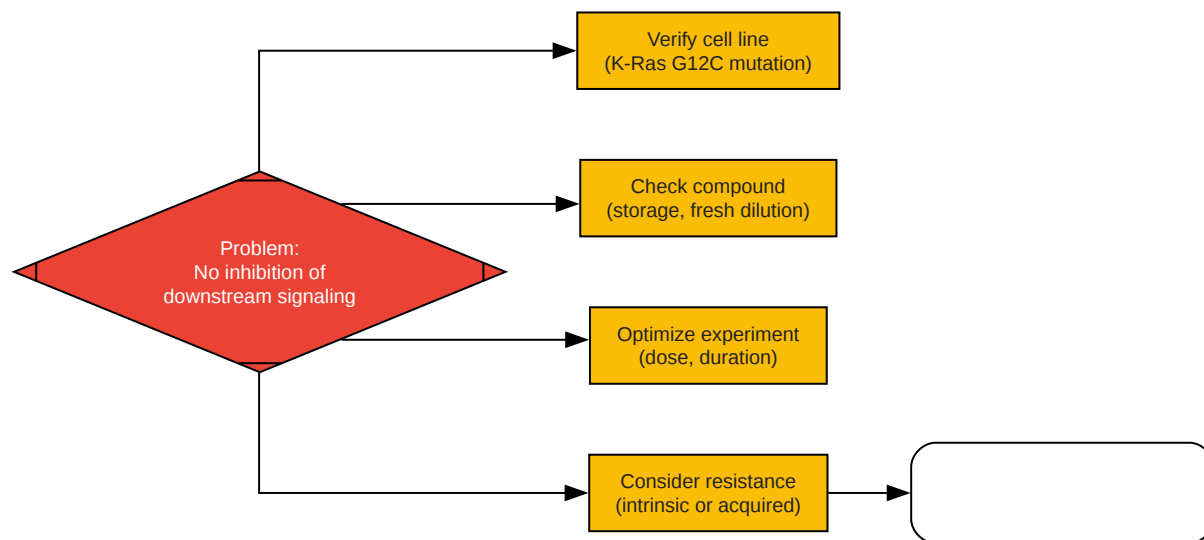 Verify cell line
(K-Ras G12C mutation)
Check compound
(storage, fresh dilution)
Problem:
No inhibition of
downstream signaling
Optimize experiment
(dose, duration)
Consider resistance
(intrinsic or acquired)